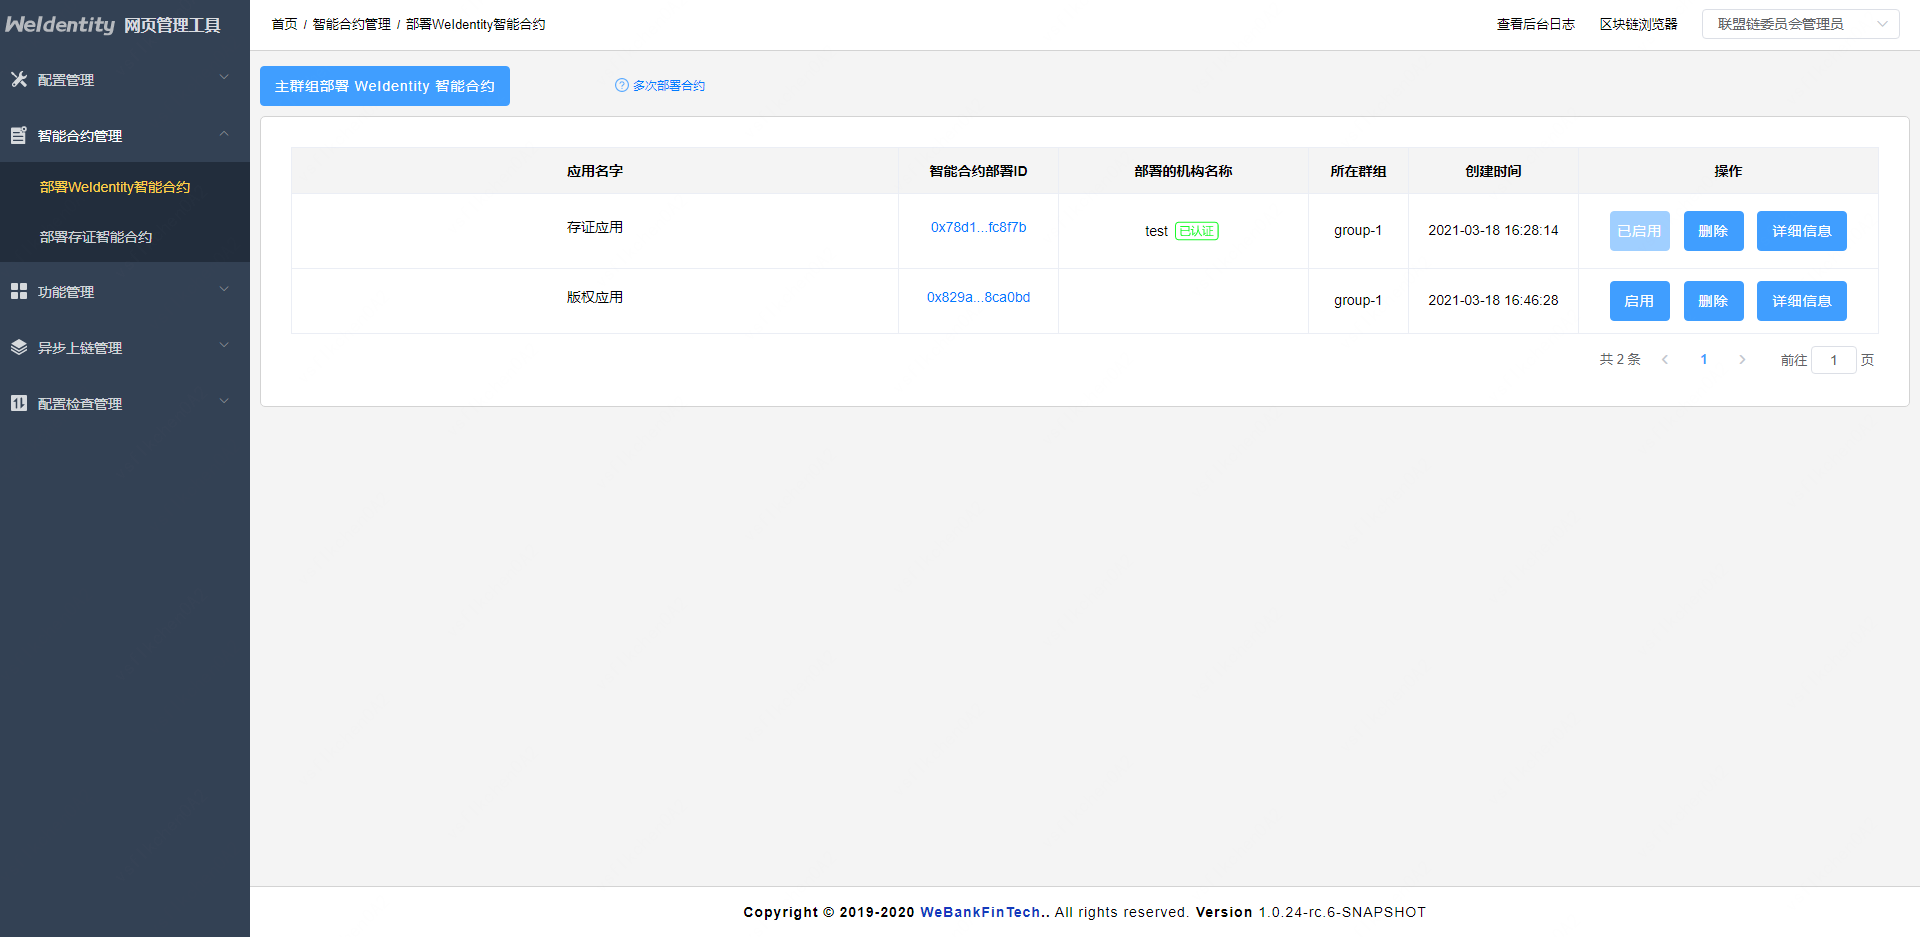 WeIdentity 网页管理工具
首页 / 智能合约管理 / 部署WeIdentity智能合约
查看后台日志
区块链浏览器
联盟链委员会管理员
配置管理
智能合约管理
部署WeIdentity智能合约
部署存证智能合约
功能管理
异步上链管理
配置检查管理
主群组部署 WeIdentity 智能合约
多次部署合约
应用名字 智能合约部署ID 部署的机构名称 所在群组 创建时间 操作
存证应用 0x78d1...fc8f7b test 已认证 group-1 2021-03-18 16:28:14 已启用 删除 详细信息
版权应用 0x829a...8ca0bd group-1 2021-03-18 16:46:28 启用 删除 详细信息
共 2 条 1 前往 1 页
Copyright © 2019-2020 WeBankFinTech.. All rights reserved. Version 1.0.24-rc.6-SNAPSHOT